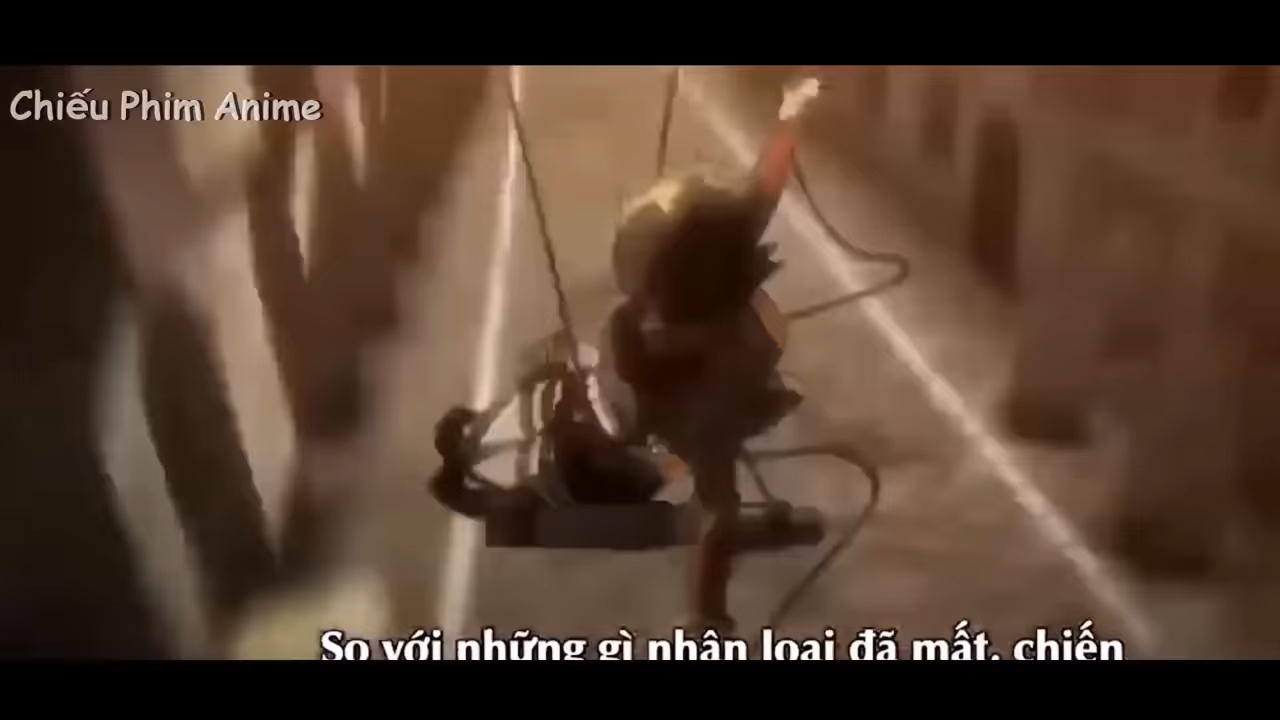 Chiếu Phim Anime
So với những gì nhân loại đã mất, chiến